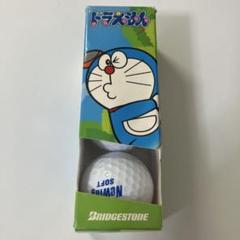 ドラえもん
Newing
SOFT
BRIDGESTONE